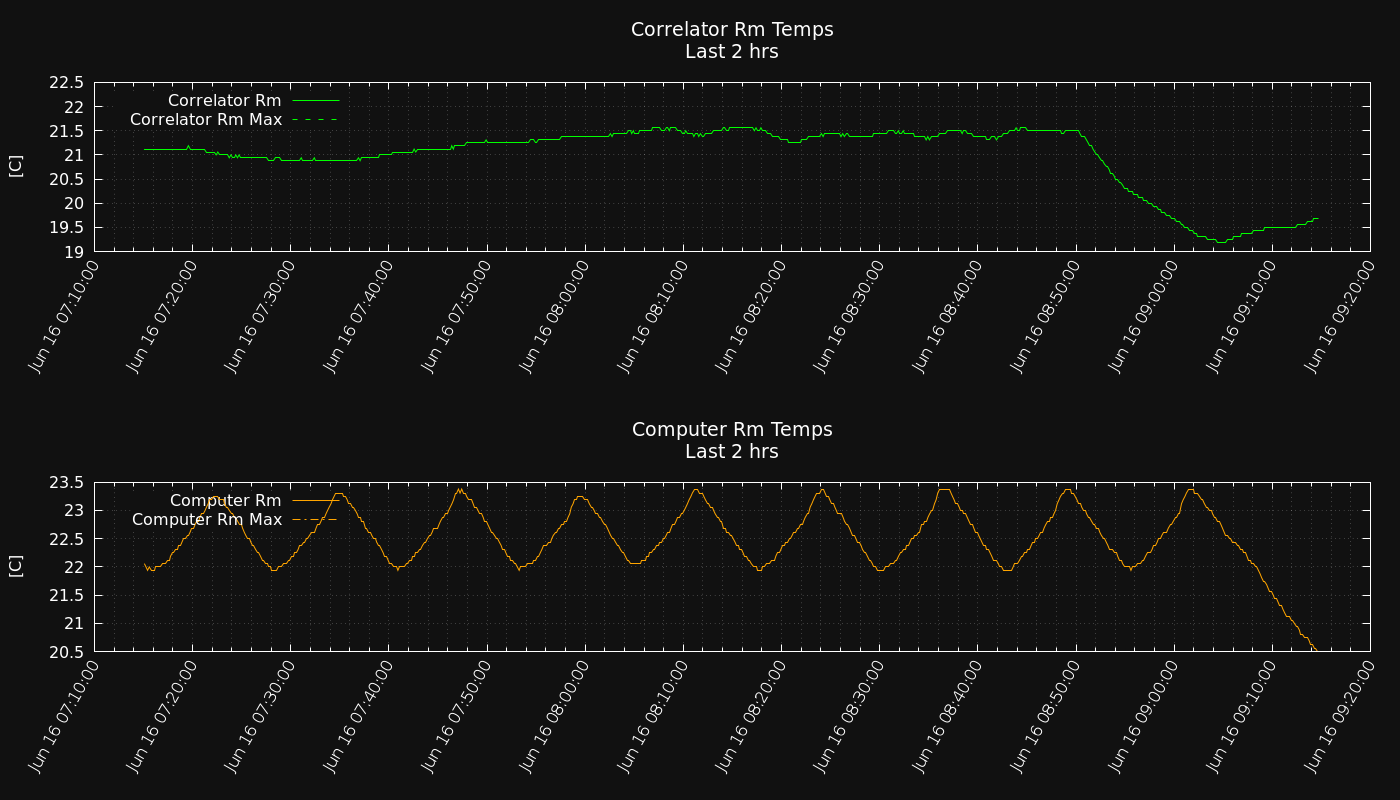 Correlator Rm Temps
Last 2 hrs
22.5
22
21.5
21
20.5
20
19.5
19
[C]
Correlator Rm
Correlator Rm Max
Jun 16 07:10:00
Jun 16 07:20:00
Jun 16 07:30:00
Jun 16 07:40:00
Jun 16 07:50:00
Jun 16 08:00:00
Jun 16 08:10:00
Jun 16 08:20:00
Jun 16 08:30:00
Jun 16 08:40:00
Jun 16 08:50:00
Jun 16 09:00:00
Jun 16 09:10:00
Jun 16 09:20:00
Computer Rm Temps
Last 2 hrs
23.5
23
22.5
22
21.5
21
20.5
[C]
Computer Rm
Computer Rm Max
Jun 16 07:10:00
Jun 16 07:20:00
Jun 16 07:30:00
Jun 16 07:40:00
Jun 16 07:50:00
Jun 16 08:00:00
Jun 16 08:10:00
Jun 16 08:20:00
Jun 16 08:30:00
Jun 16 08:40:00
Jun 16 08:50:00
Jun 16 09:00:00
Jun 16 09:10:00
Jun 16 09:20:00